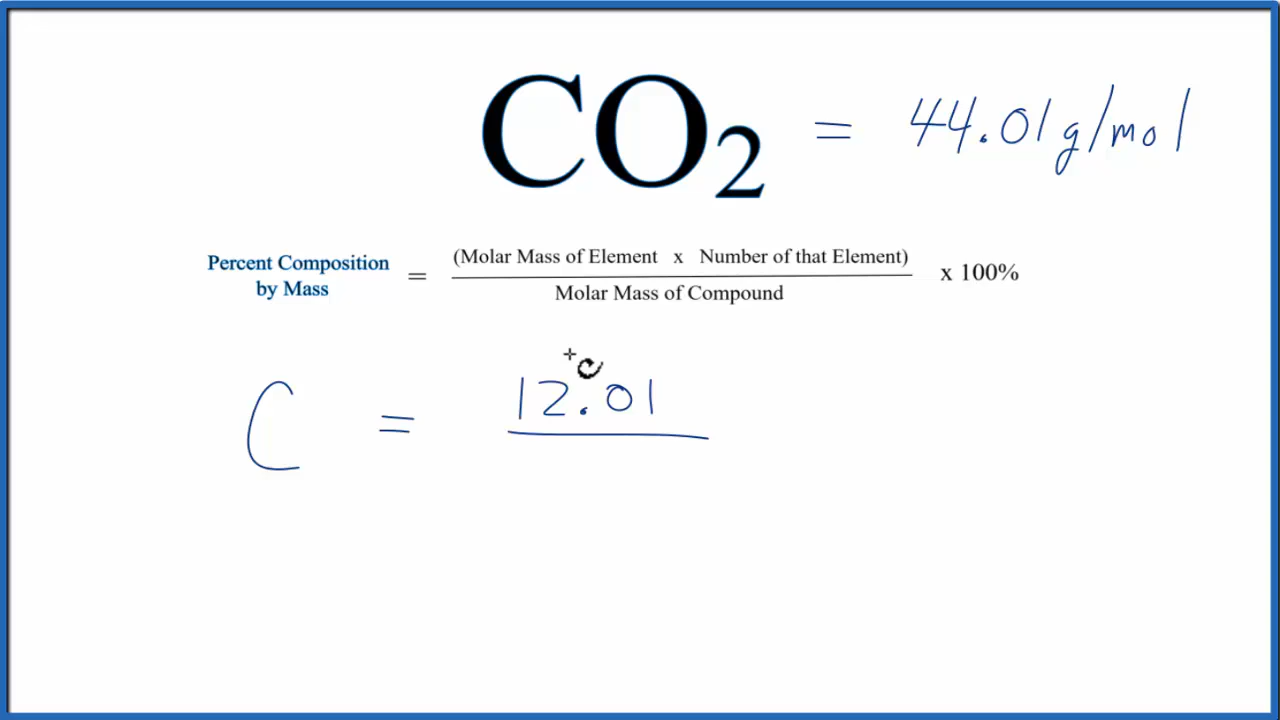 CO₂ = 44.01 g/mol
Percent Composition by Mass = (Molar Mass of Element x Number of that Element) / Molar Mass of Compound x 100%
C = 12.01